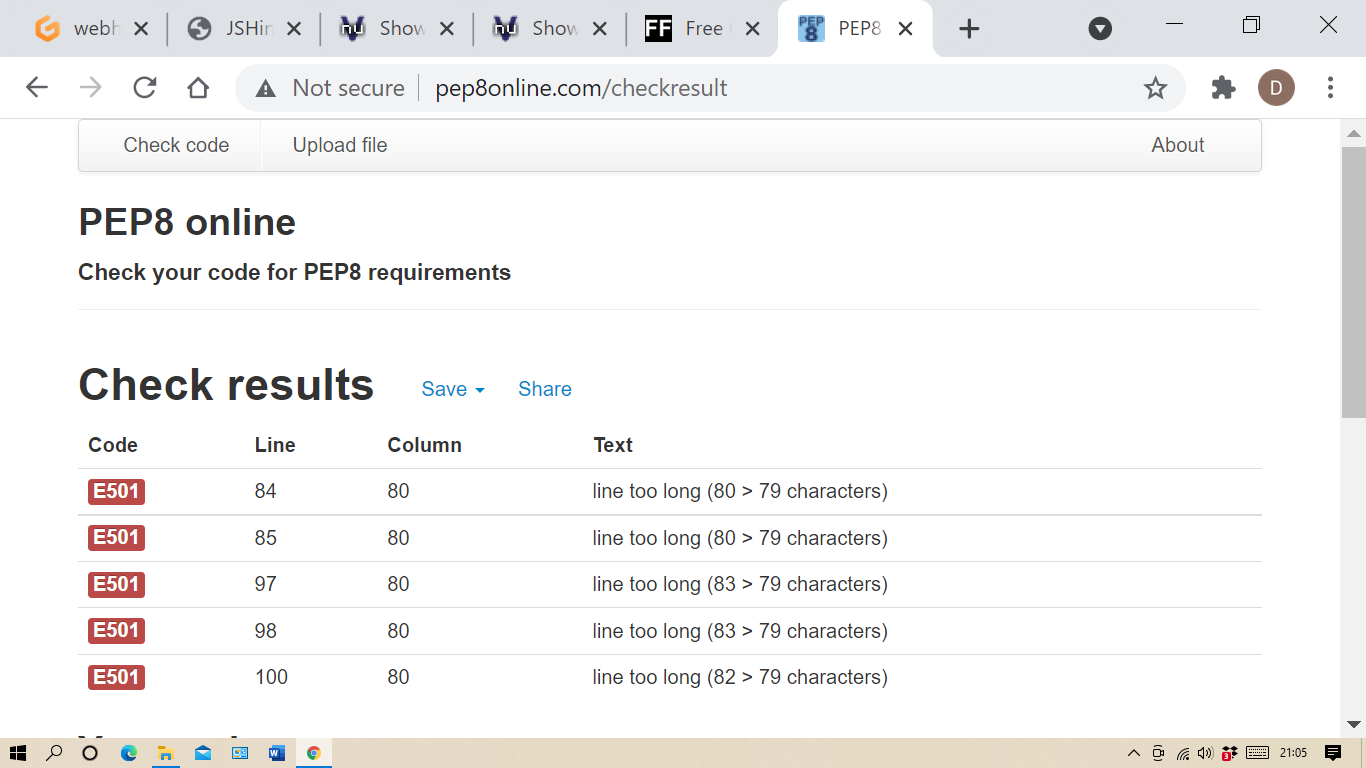 webh
JSHin
Show
Show
FF Free
PEP 8 PEP8
Not secure pep8online.com/checkresult D
Check code Upload file About
PEP8 online
Check your code for PEP8 requirements
Check results Save Share
Code Line Column Text
E501 84 80 line too long (80 > 79 characters)
E501 85 80 line too long (80 > 79 characters)
E501 97 80 line too long (83 > 79 characters)
E501 98 80 line too long (83 > 79 characters)
E501 100 80 line too long (82 > 79 characters)
21:05